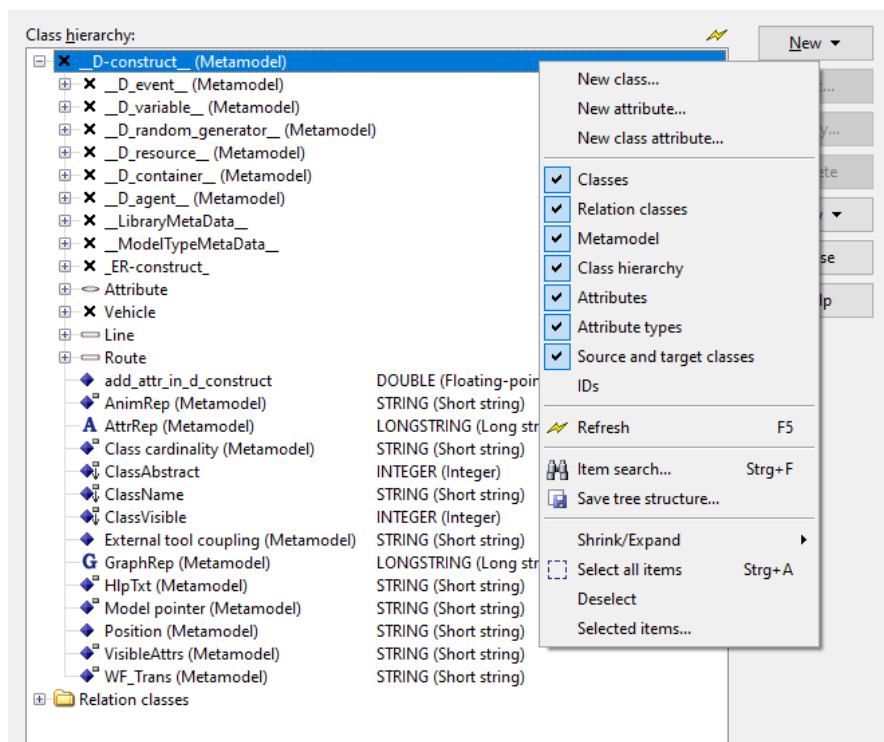 Class hierarchy:
New
__D-construct__ (Metamodel)
__D_event__ (Metamodel)
__D_variable__ (Metamodel)
__D_random_generator__ (Metamodel)
__D_resource__ (Metamodel)
__D_container__ (Metamodel)
__D_agent__ (Metamodel)
__LibraryMetaData__
__ModelTypeMetaData__
_ER-construct_
Attribute
Vehicle
Line
Route
add_attr_in_d_construct DOUBLE (Floating-poin
AnimRep (Metamodel) STRING (Short string)
A AttrRep (Metamodel) LONGSTRING (Long str
Class cardinality (Metamodel) STRING (Short string)
ClassAbstract INTEGER (Integer)
ClassName STRING (Short string)
ClassVisible INTEGER (Integer)
External tool coupling (Metamodel) STRING (Short string)
G GraphRep (Metamodel) LONGSTRING (Long str
HlpTxt (Metamodel) STRING (Short string)
Model pointer (Metamodel) STRING (Short string)
Position (Metamodel) STRING (Short string)
VisibleAttrs (Metamodel) STRING (Short string)
WF_Trans (Metamodel) STRING (Short string)
Relation classes
New class...
New attribute...
New class attribute...
Classes
Relation classes
Metamodel
Class hierarchy
Attributes
Attribute types
Source and target classes
IDs
Refresh F5
Item search... Strg+F
Save tree structure...
Shrink/Expand
Select all items Strg+A
Deselect
Selected items...
...
y...
te
se
lp